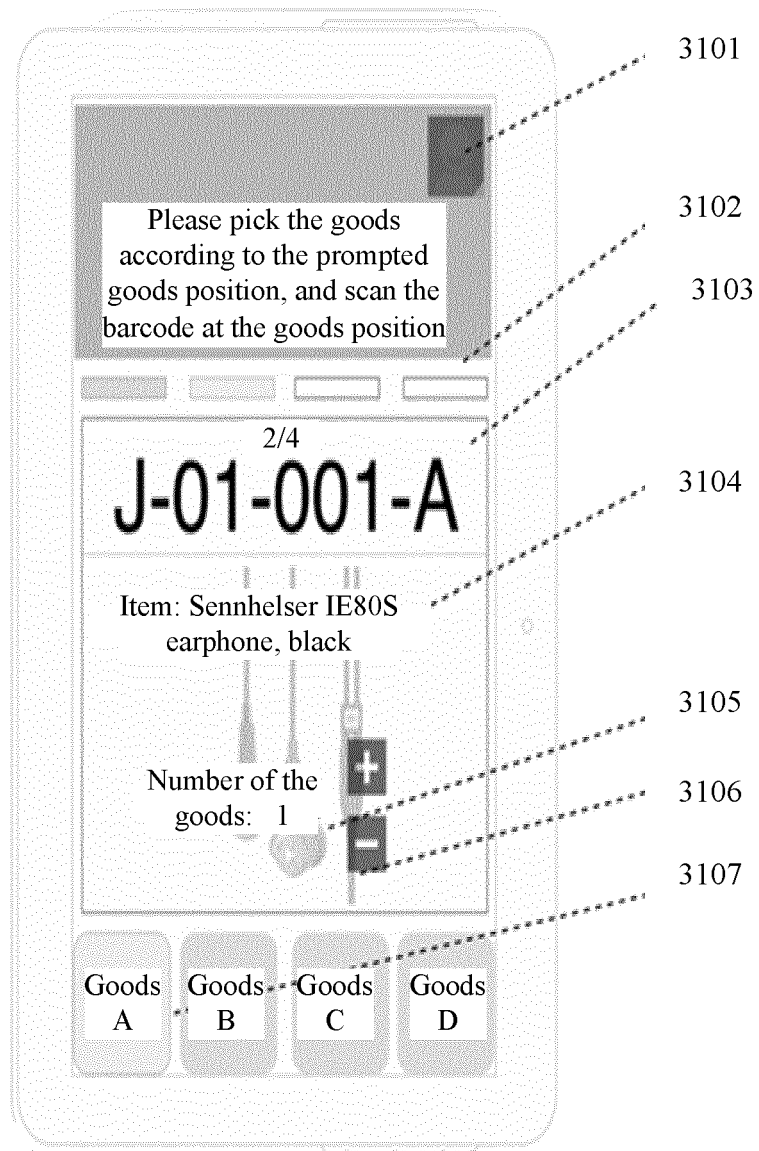 3101
Please pick the goods
according to the prompted
goods position, and scan the
barcode at the goods position
3102
3103
2/4
J-01-001-A
3104
Item: Sennhelser IE80S
earphone, black
3105
+
Number of the
goods: 1
3106
-
3107
Goods A
Goods B
Goods C
Goods D